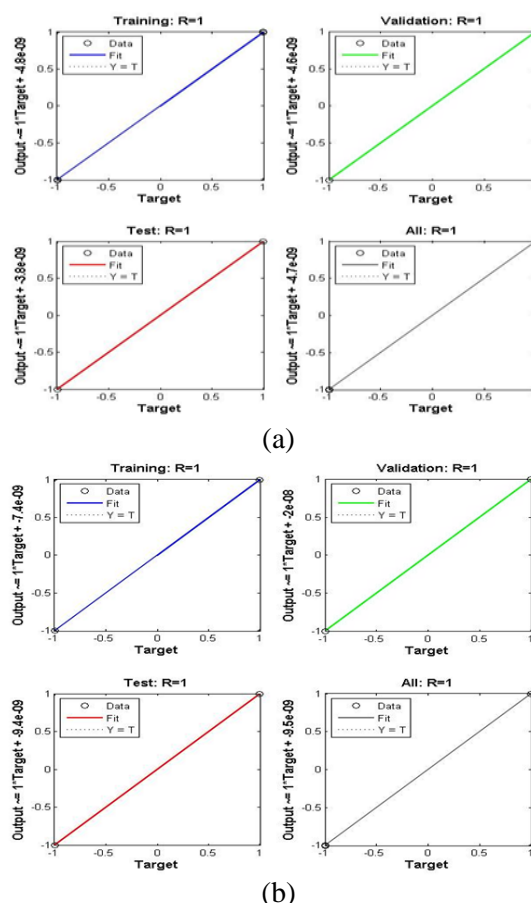 Training: R=1
Output ~= 1*Target + -4.8e-09
1
0.5
0
-0.5
-1
Data
Fit
Y = T
-1 -0.5 0 0.5 1
Target
Validation: R=1
Output ~= 1*Target + -4.6e-09
1
0.5
0
-0.5
-1
Data
Fit
Y = T
-1 -0.5 0 0.5
Target
Test: R=1
Output ~= 1*Target + -3.8e-09
1
0.5
0
-0.5
-1
Data
Fit
Y = T
-1 -0.5 0 0.5 1
Target
All: R=1
Output ~= 1*Target + -4.7e-09
1
0.5
0
-0.5
-1
Data
Fit
Y = T
-1 -0.5 0 0.5
Target
(a)
Training: R=1
Output ~= 1*Target + -7.4e-09
1
0.5
0
-0.5
-1
Data
Fit
Y = T
-1 -0.5 0 0.5 1
Target
Validation: R=1
Output ~= 1*Target + -2e-08
1
0.5
0
-0.5
-1
Data
Fit
Y = T
-1 -0.5 0 0.5 1
Target
Test: R=1
Output ~= 1*Target + -9.4e-09
1
0.5
0
-0.5
-1
Data
Fit
Y = T
-1 -0.5 0 0.5 1
Target
All: R=1
Output ~= 1*Target + -9.5e-09
1
0.5
0
-0.5
-1
Data
Fit
Y = T
-1 -0.5 0 0.5 1
Target
(b)